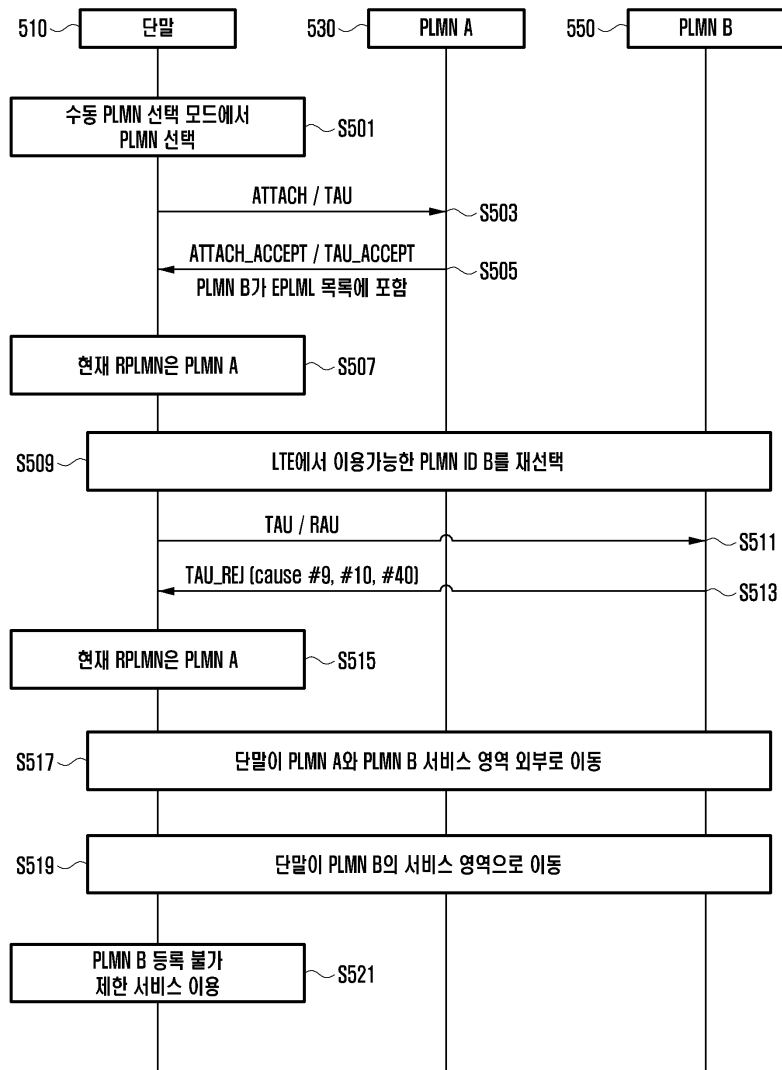 510 단말 530 PLMN A 550 PLMN B
수동 PLMN 선택 모드에서
PLMN 선택
S501
ATTACH / TAU
S503
ATTACH_ACCEPT / TAU_ACCEPT
S505
PLMN B가 EPLML 목록에 포함
현재 RPLMN은 PLMN A
S507
S509
LTE에서 이용가능한 PLMN ID B를 재선택
TAU / RAU
S511
TAU_REJ (cause #9, #10, #40)
S513
현재 RPLMN은 PLMN A
S515
S517
단말이 PLMN A와 PLMN B 서비스 영역 외부로 이동
S519
단말이 PLMN B의 서비스 영역으로 이동
PLMN B 등록 불가
제한 서비스 이용
S521